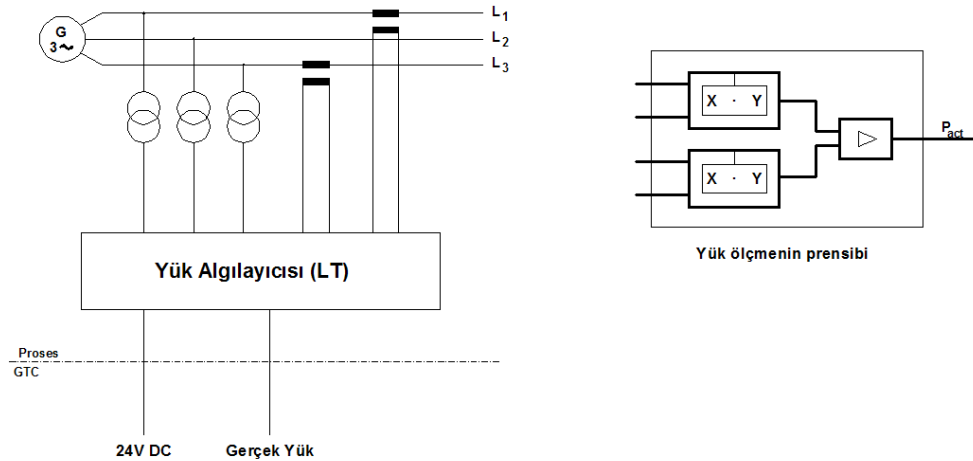 G
3~
L1
L2
L3
Yük Algılayıcısı (LT)
Proses
GTC
24V DC
Gerçek Yük
X · Y
X · Y
Pact
Yük ölçmenin prensibi